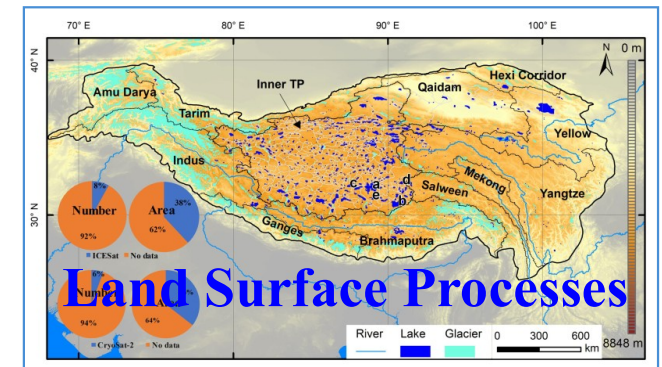 70° E 80° E 90° E 100° E
N 0 m
40° N
Hexi Corridor
Inner TP Qaidam
Amu Darya
Tarim
Yellow
Indus
Mekong
c a d
8% e Salween Yangtze
Number Area 38%
b
30° N
62%
92% Ganges
Brahmaputra
ICESat No data
6%
Land Surface Processes
Number
94% 64%
River Lake Glacier 0 300 600
CryoSat-2 No data km 8848 m